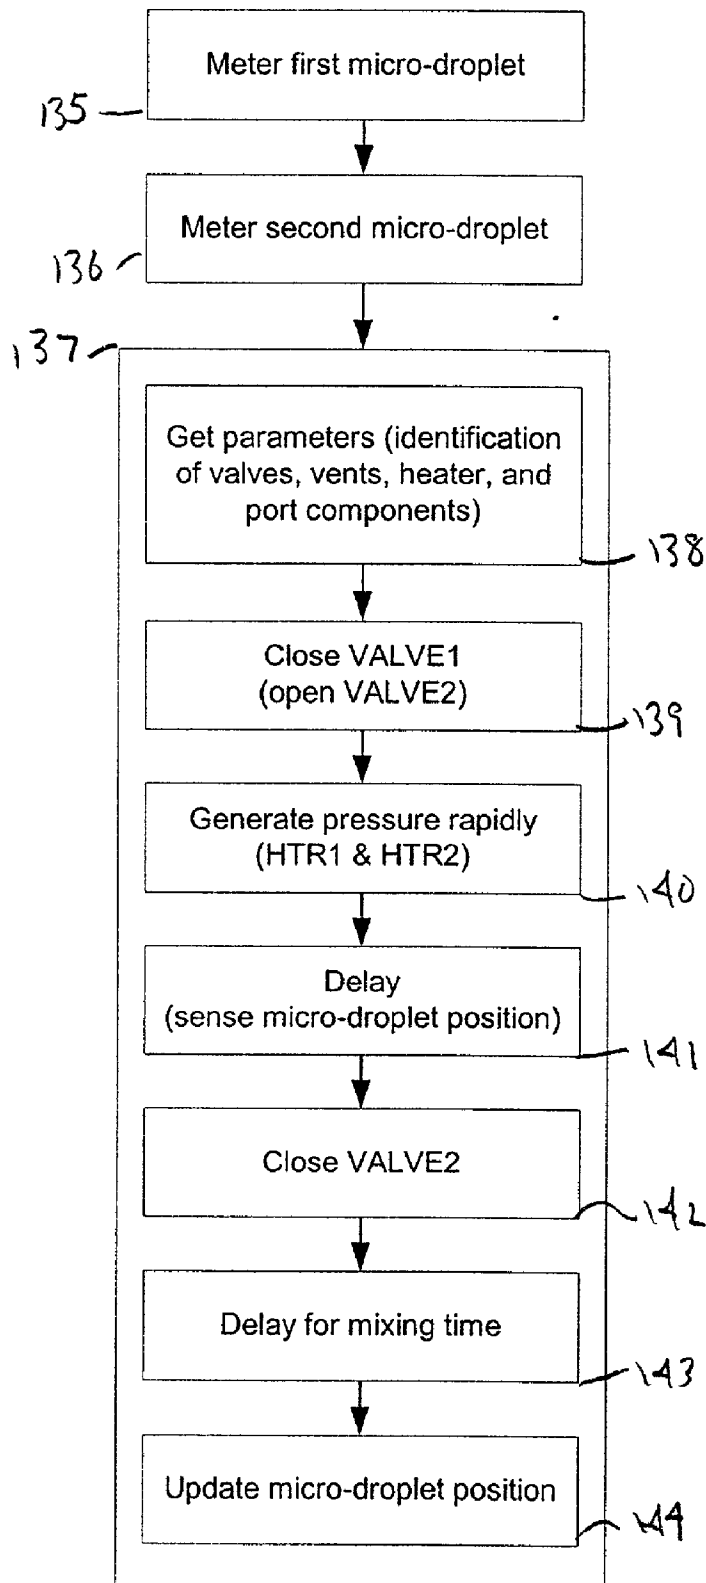 Meter first micro-droplet
135
Meter second micro-droplet
136
137
Get parameters (identification
of valves, vents, heater, and
port components)
138
Close VALVE1
(open VALVE2)
139
Generate pressure rapidly
(HTR1 & HTR2)
140
Delay
(sense micro-droplet position)
141
Close VALVE2
142
Delay for mixing time
143
Update micro-droplet position
144